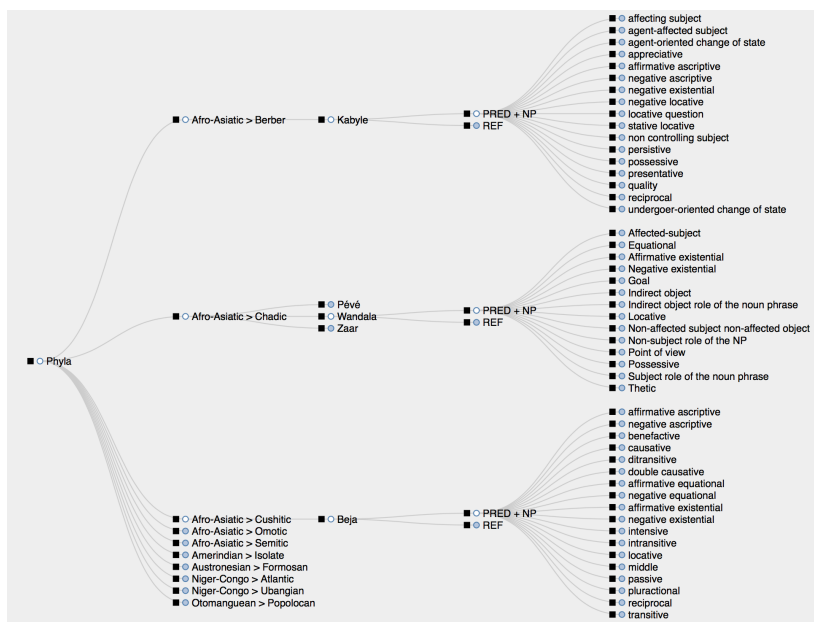 Phyla
Afro-Asiatic > Berber
Kabyle
PRED + NP
affecting subject
agent-affected subject
agent-oriented change of state
appreciative
affirmative ascriptive
negative ascriptive
negative existential
negative locative
locative question
stative locative
non controlling subject
persistive
possessive
presentative
quality
reciprocal
undergoer-oriented change of state
REF
Afro-Asiatic > Chadic
Pévé
Wandala
PRED + NP
Affected-subject
Equational
Affirmative existential
Negative existential
Goal
Indirect object
Indirect object role of the noun phrase
Locative
Non-affected subject non-affected object
Non-subject role of the NP
Point of view
Possessive
Subject role of the noun phrase
Thetic
REF
Zaar
Afro-Asiatic > Cushitic
Beja
PRED + NP
affirmative ascriptive
negative ascriptive
benefactive
causative
ditransitive
double causative
affirmative equational
negative equational
affirmative existential
negative existential
intensive
intransitive
locative
middle
passive
pluractional
reciprocal
transitive
REF
Afro-Asiatic > Omotic
Afro-Asiatic > Semitic
Amerindian > Isolate
Austronesian > Formosan
Niger-Congo > Atlantic
Niger-Congo > Ubangian
Otomanguean > Popolocan